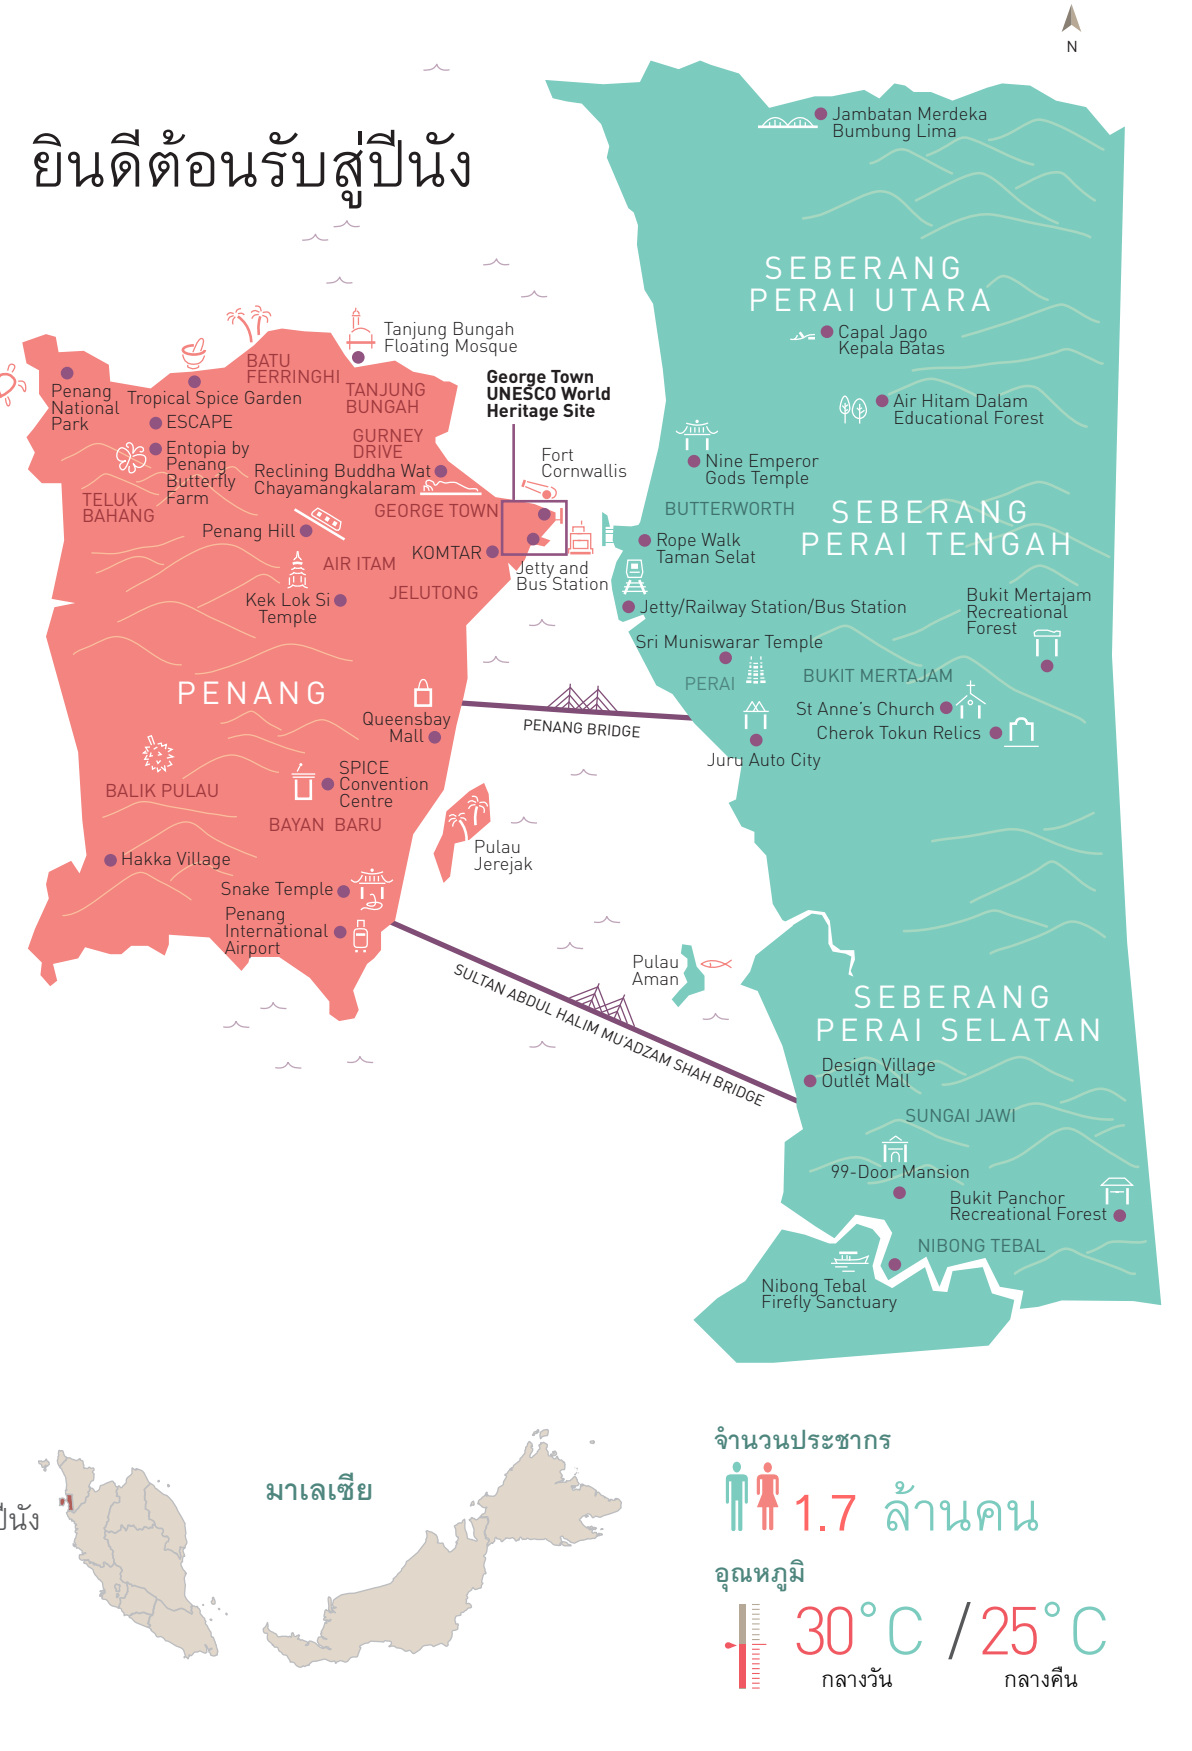 N
Jambatan Merdeka
Bumbung Lima
ยินดีต้อนรับสู่ปีนัง
SEBERANG
PERAI UTARA
Capal Jago
Kepala Batas
Air Hitam Dalam
Educational Forest
Tanjung Bungah
Floating Mosque
BATU
FERRINGHI
TANJUNG
BUNGAH
George Town
UNESCO World
Heritage Site
Penang
National
Park
Tropical Spice Garden
ESCAPE
Entopia by
Penang
Butterfly
Farm
GURNEY
DRIVE
Reclining Buddha Wat
Chayamangkalaram
Fort
Cornwallis
Nine Emperor
Gods Temple
TELUK
BAHANG
GEORGE TOWN
BUTTERWORTH
SEBERANG
PERAI TENGAH
Penang Hill
AIR ITAM
KOMTAR
Jetty and
Bus Station
Rope Walk
Taman Selat
JELUTONG
Kek Lok Si
Temple
Jetty/Railway Station/Bus Station
Bukit Mertajam
Recreational
Forest
Sri Muniswarar Temple
PERAI
BUKIT MERTAJAM
PENANG
St Anne's Church
Queensbay
Mall
PENANG BRIDGE
Cherok Tokun Relics
Juru Auto City
SPICE
Convention
Centre
BALIK PULAU
BAYAN BARU
Pulau
Jerejak
Hakka Village
Snake Temple
Penang
International
Airport
SULTAN ABDUL HALIM MU'ADZAM SHAH BRIDGE
Pulau
Aman
SEBERANG
PERAI SELATAN
Design Village
Outlet Mall
SUNGAI JAWI
99-Door Mansion
Bukit Panchor
Recreational Forest
NIBONG TEBAL
Nibong Tebal
Firefly Sanctuary
ปีนัง
มาเลเซีย
จำนวนประชากร
1.7 ล้านคน
อุณหภูมิ
30°C / 25°C
กลางวัน
กลางคืน